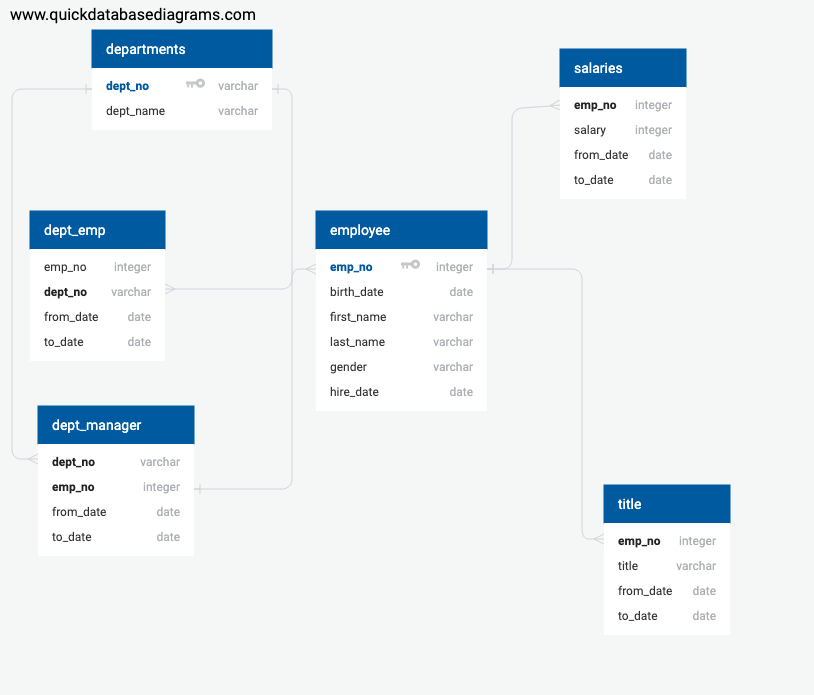 www.quickdatabasediagrams.com
departments
dept_no varchar
dept_name varchar
salaries
emp_no integer
salary integer
from_date date
to_date date
dept_emp
emp_no integer
dept_no varchar
from_date date
to_date date
employee
emp_no integer
birth_date date
first_name varchar
last_name varchar
gender varchar
hire_date date
dept_manager
dept_no varchar
emp_no integer
from_date date
to_date date
title
emp_no integer
title varchar
from_date date
to_date date